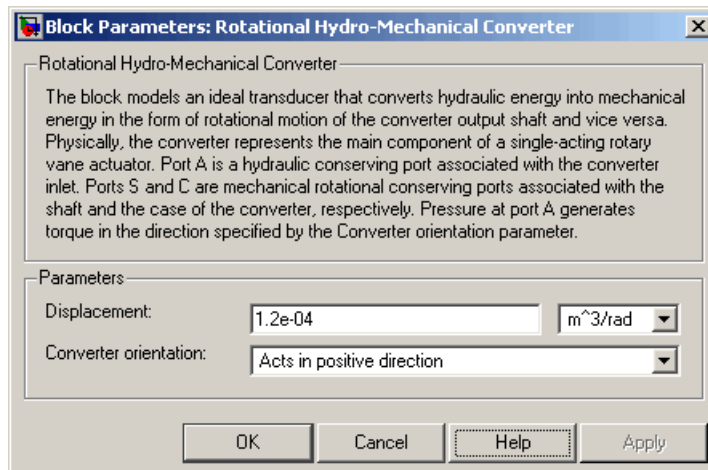 Block Parameters: Rotational Hydro-Mechanical Converter
Rotational Hydro-Mechanical Converter
The block models an ideal transducer that converts hydraulic energy into mechanical
energy in the form of rotational motion of the converter output shaft and vice versa.
Physically, the converter represents the main component of a single-acting rotary
vane actuator. Port A is a hydraulic conserving port associated with the converter
inlet. Ports S and C are mechanical rotational conserving ports associated with the
shaft and the case of the converter, respectively. Pressure at port A generates
torque in the direction specified by the Converter orientation parameter.
Parameters
Displacement: 1.2e-04 m^3/rad
Converter orientation: Acts in positive direction
OK Cancel Help Apply